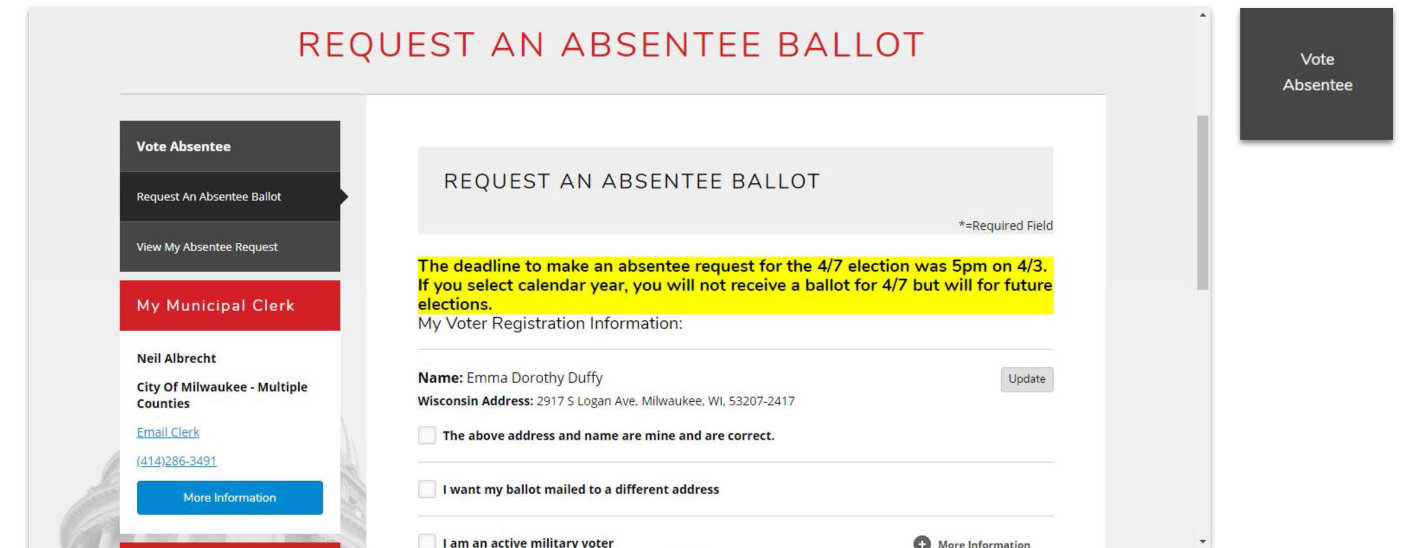 REQUEST AN ABSENTEE BALLOT
Vote
Absentee
Vote Absentee
Request An Absentee Ballot
View My Absentee Request
My Municipal Clerk
Neil Albrecht
City Of Milwaukee - Multiple
Counties
Email Clerk
(414)286-3491
More Information
REQUEST AN ABSENTEE BALLOT
*=Required Field
The deadline to make an absentee request for the 4/7 election was 5pm on 4/3.
If you select calendar year, you will not receive a ballot for 4/7 but will for future
elections.
My Voter Registration Information:
Name: Emma Dorothy Duffy
Update
Wisconsin Address: 2917 S Logan Ave, Milwaukee, WI, 53207-2417
The above address and name are mine and are correct.
I want my ballot mailed to a different address
I am an active military voter
More Information